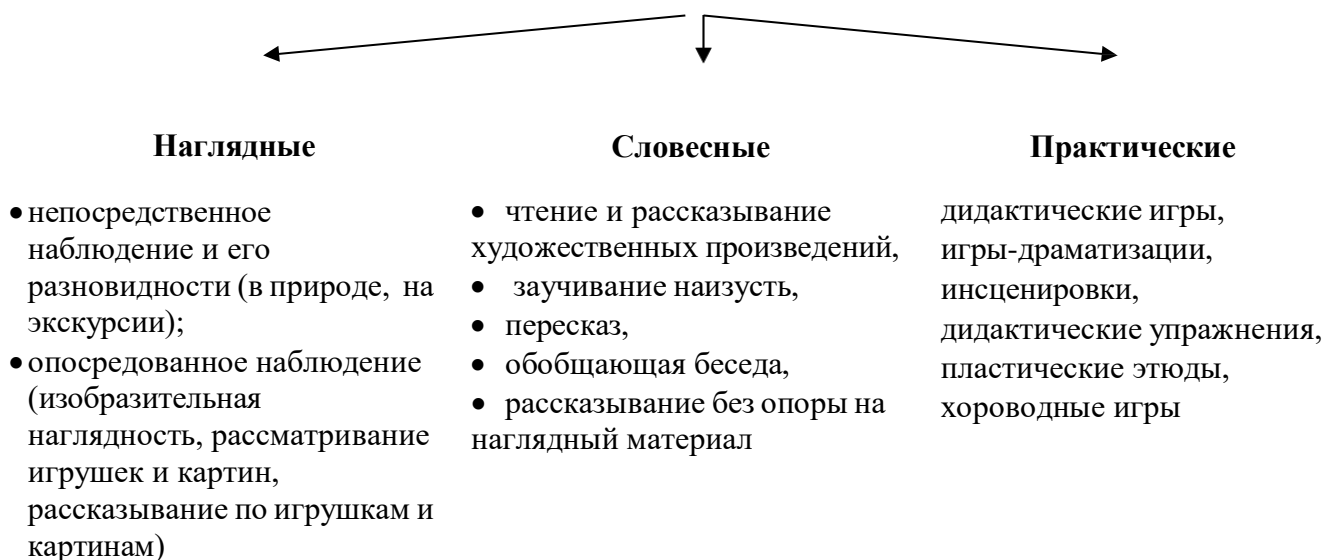 Наглядные
• непосредственное
наблюдение и его
разновидности (в природе, на
экскурсии);
• опосредованное наблюдение
(изобразительная
наглядность, рассматривание
игрушек и картин,
рассказывание по игрушкам и
картинам)
Словесные
• чтение и рассказывание
художественных произведений,
• заучивание наизусть,
• пересказ,
• обобщающая беседа,
• рассказывание без опоры на
наглядный материал
Практические
дидактические игры,
игры-драматизации,
инсценировки,
дидактические упражнения,
пластические этюды,
хороводные игры